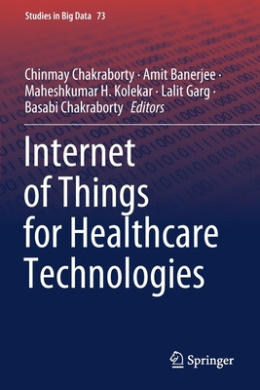 Studies in Big Data 73
Chinmay Chakraborty · Amit Banerjee ·
Maheshkumar H. Kolekar · Lalit Garg ·
Basabi Chakraborty Editors
Internet
of Things
for Healthcare
Technologies
Springer